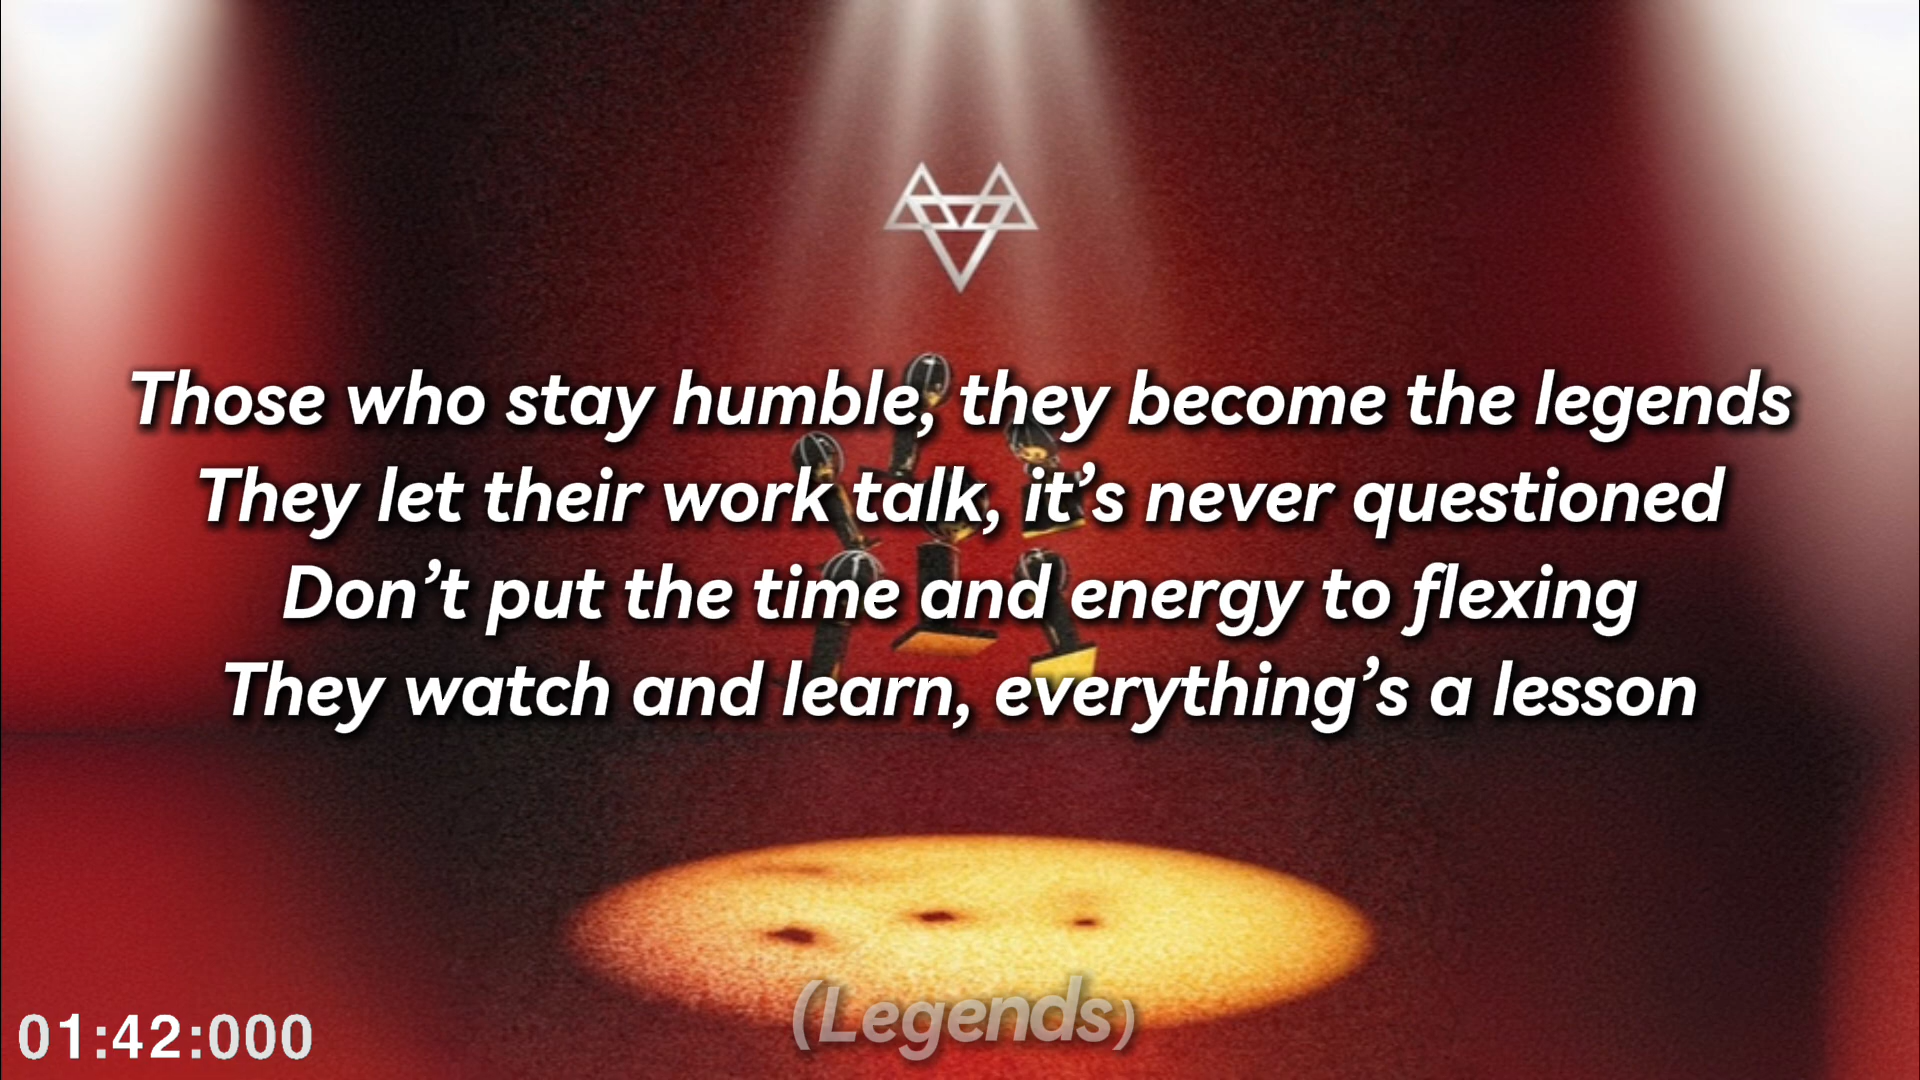 Those who stay humble, they become the legends
They let their work talk, it’s never questioned
Don’t put the time and energy to flexing
They watch and learn, everything’s a lesson
(Legends)
01:42:000